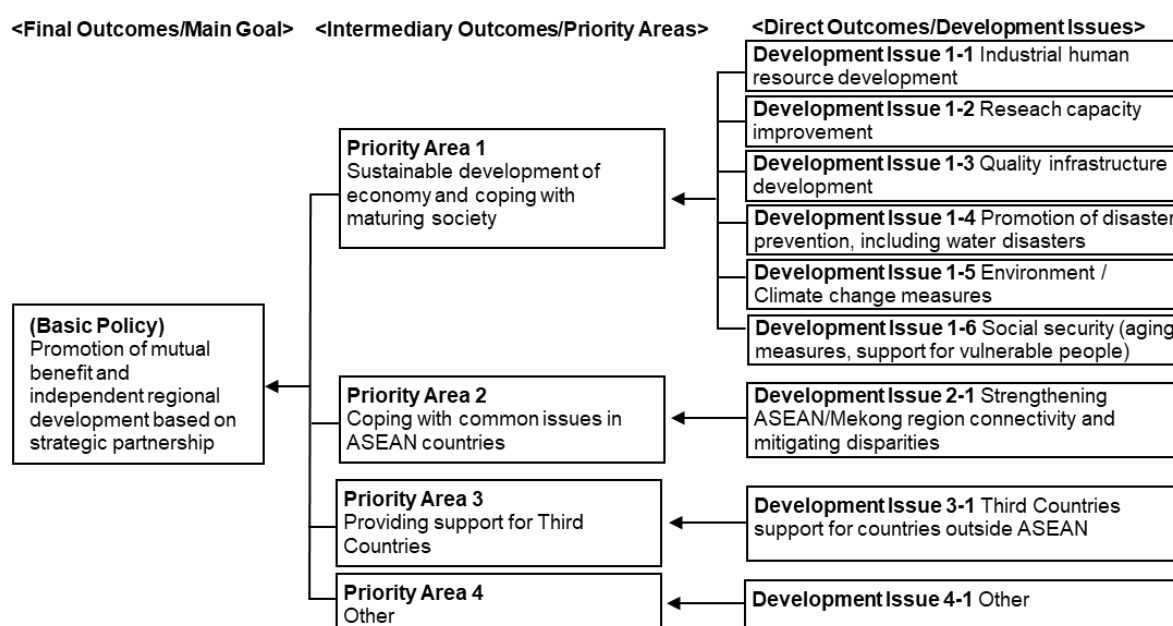 <Final Outcomes/Main Goal> <Intermediary Outcomes/Priority Areas> <Direct Outcomes/Development Issues>
(Basic Policy)
Promotion of mutual
benefit and
independent regional
development based on
strategic partnership
Priority Area 1
Sustainable development of
economy and coping with
maturing society
Priority Area 2
Coping with common issues in
ASEAN countries
Priority Area 3
Providing support for Third
Countries
Priority Area 4
Other
Development Issue 1-1 Industrial human
resource development
Development Issue 1-2 Reseach capacity
improvement
Development Issue 1-3 Quality infrastructure
development
Development Issue 1-4 Promotion of disaster
prevention, including water disasters
Development Issue 1-5 Environment /
Climate change measures
Development Issue 1-6 Social security (aging
measures, support for vulnerable people)
Development Issue 2-1 Strengthening
ASEAN/Mekong region connectivity and
mitigating disparities
Development Issue 3-1 Third Countries
support for countries outside ASEAN
Development Issue 4-1 Other